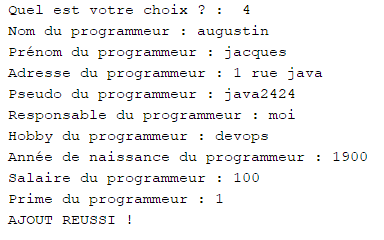 Quel est votre choix ? :  4
Nom du programmeur : augustin
Prénom du programmeur : jacques
Adresse du programmeur : 1 rue java
Pseudo du programmeur : java2424
Responsable du programmeur : moi
Hobby du programmeur : devops
Année de naissance du programmeur : 1900
Salaire du programmeur : 100
Prime du programmeur : 1
AJOUT REUSSI !